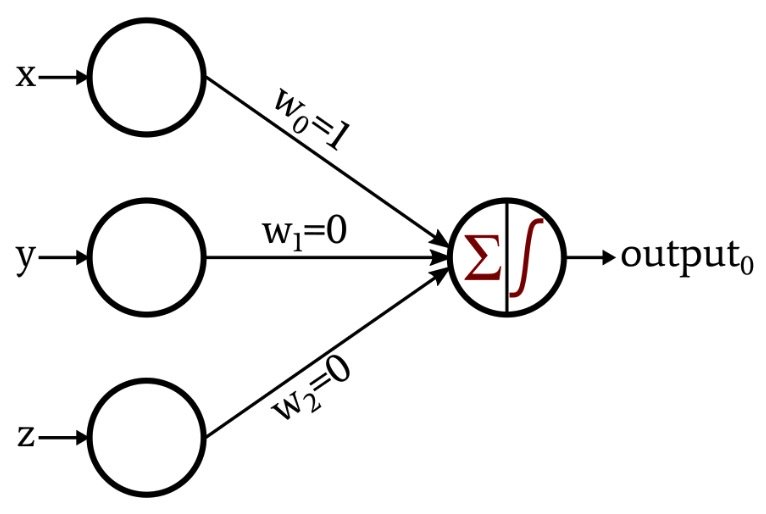 x
w₀=1
y
w₁=0
Σ
∫
output₀
z
w₂=0